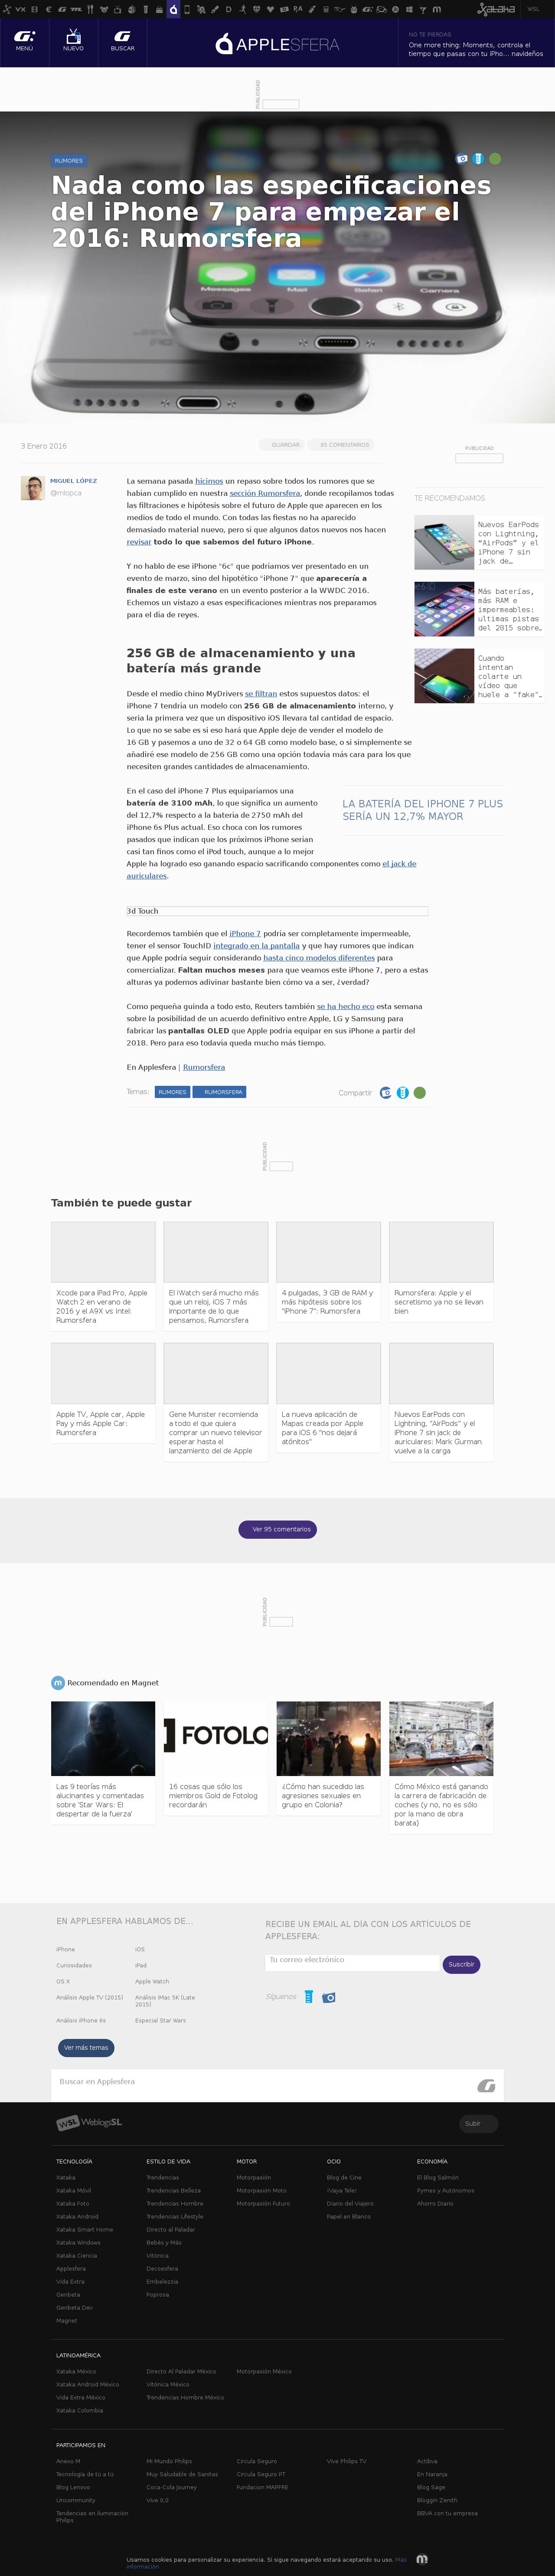 MENÚ
NUEVO
BUSCAR
APPLESFERA
Xataka
WSL
NO TE PIERDAS
One more thing: Moments, controla el
tiempo que pasas con tu iPho... navideños
PUBLICIDAD
RUMORES
Nada como las especificaciones
del iPhone 7 para empezar el
2016: Rumorsfera
3 Enero 2016
GUARDAR
95 COMENTARIOS
PUBLICIDAD
MIGUEL LÓPEZ
@mlopca
La semana pasada hicimos un repaso sobre todos los rumores que se
habían cumplido en nuestra sección Rumorsfera, donde recopilamos todas
las filtraciones e hipótesis sobre el futuro de Apple que aparecen en los
medios de todo el mundo. Con todas las fiestas no ha aparecido
demasiado material nuevo, pero sí que algunos datos nuevos nos hacen
revisar todo lo que sabemos del futuro iPhone.
Y no hablo de ese iPhone "6c" que podríamos ver presentado en un
evento de marzo, sino del hipotético "iPhone 7" que aparecería a
finales de este verano en un evento posterior a la WWDC 2016.
Echemos un vistazo a esas especificaciones mientras nos preparamos
para el día de reyes.
256 GB de almacenamiento y una
batería más grande
Desde el medio chino MyDrivers se filtran estos supuestos datos: el
iPhone 7 tendría un modelo con 256 GB de almacenamiento interno, y
sería la primera vez que un dispositivo iOS llevara tal cantidad de espacio.
Lo que no se sabe es si eso hará que Apple deje de vender el modelo de
16 GB y pasemos a uno de 32 o 64 GB como modelo base, o si simplemente se
añadiré ese modelo de 256 GB como una opción todavía más cara para los que
necesiten grandes cantidades de almacenamiento.
En el caso del iPhone 7 Plus equipararíamos una
batería de 3100 mAh, lo que significa un aumento
del 12,7% respecto a la batería de 2750 mAh del
iPhone 6s Plus actual. Eso choca con los rumores
pasados que indican que los próximos iPhone serían
casi tan finos como el iPod touch, aunque a lo mejor
Apple ha logrado eso ganando espacio sacrificando componentes como el jack de
auriculares.
LA BATERÍA DEL IPHONE 7 PLUS
SERÍA UN 12,7% MAYOR
3d Touch
Recordemos también que el iPhone 7 podría ser completamente impermeable,
tener el sensor TouchID integrado en la pantalla y que hay rumores que indican
que Apple podría seguir considerando hasta cinco modelos diferentes para
comercializar. Faltan muchos meses para que veamos este iPhone 7, pero a estas
alturas ya podemos adivinar bastante bien cómo va a ser, ¿verdad?
Como pequeña guinda a todo esto, Reuters también se ha hecho eco esta semana
sobre la posibilidad de un acuerdo definitivo entre Apple, LG y Samsung para
fabricar las pantallas OLED que Apple podría equipar en sus iPhone a partir del
2018. Pero para eso todavía queda mucho más tiempo.
En Applesfera | Rumorsfera
Temas:
RUMORES
RUMORSFERA
Compartir
TE RECOMENDAMOS
Nuevos EarPods
con Lightning,
“AirPods” y el
iPhone 7 sin
jack de…
Más baterías,
más RAM e
impermeables:
ultimas pistas
del 2015 sobre…
Cuando
intentan
colarte un
vídeo que
huele a "fake"…
PUBLICIDAD
También te puede gustar
Xcode para iPad Pro, Apple
Watch 2 en verano de
2016 y el A9X vs Intel:
Rumorsfera
El iWatch será mucho más
que un reloj, iOS 7 más
importante de lo que
pensamos, Rumorsfera
4 pulgadas, 3 GB de RAM y
más hipótesis sobre los
"iPhone 7": Rumorsfera
Rumorsfera: Apple y el
secretismo ya no se llevan
bien
Apple TV, Apple car, Apple
Pay y más Apple Car:
Rumorsfera
Gene Munster recomienda
a todo el que quiera
comprar un nuevo televisor
esperar hasta el
lanzamiento del de Apple
La nueva aplicación de
Mapas creada por Apple
para iOS 6 "nos dejará
atónitos"
Nuevos EarPods con
Lightning, "AirPods" y el
iPhone 7 sin jack de
auriculares: Mark Gurman
vuelve a la carga
Ver 95 comentarios
PUBLICIDAD
Recomendado en Magnet
FOTOLO
Las 9 teorías más
alucinantes y comentadas
sobre 'Star Wars: El
despertar de la fuerza'
16 cosas que sólo los
miembros Gold de Fotolog
recordarán
¿Cómo han sucedido las
agresiones sexuales en
grupo en Colonia?
Cómo México está ganando
la carrera de fabricación de
coches (y no, no es sólo
por la mano de obra
barata)
EN APPLESFERA HABLAMOS DE...
iPhone
iOS
Curiosidades
iPad
OS X
Apple Watch
Análisis Apple TV (2015)
Análisis iMac 5K (Late
2015)
Análisis iPhone 6s
Especial Star Wars
Ver más temas
RECIBE UN EMAIL AL DÍA CON LOS ARTÍCULOS DE
APPLESFERA:
Tu correo electrónico
Suscribir
Síguenos
Buscar en Applesfera
WSL WeblogsSL
Subir
TECNOLOGÍA
Xataka
Xataka Móvil
Xataka Foto
Xataka Android
Xataka Smart Home
Xataka Windows
Xataka Ciencia
Applesfera
Vida Extra
Genbeta
Genbeta Dev
Magnet
ESTILO DE VIDA
Trendencias
Trendencias Belleza
Trendencias Hombre
Trendencias Lifestyle
Directo al Paladar
Bebés y Más
Vitónica
Decoesfera
Embelezzia
Poprosa
MOTOR
Motorpasión
Motorpasión Moto
Motorpasión Futuro
OCIO
Blog de Cine
¡Vaya Tele!
Diario del Viajero
Papel en Blanco
ECONOMÍA
El Blog Salmón
Pymes y Autónomos
Ahorro Diario
LATINOAMÉRICA
Xataka México
Xataka Android México
Vida Extra México
Xataka Colombia
Directo Al Paladar México
Vitónica México
Trendencias Hombre México
Motorpasión México
PARTICIPAMOS EN
Anexo M
Tecnología de tú a tú
Blog Lenovo
Uncommunity
Tendencias en Iluminación
Philips
Mi Mundo Philips
Muy Saludable de Sanitas
Coca-Cola Journey
Vive 0,0
Circula Seguro
Circula Seguro PT
Fundacion MAPFRE
Vive Philips TV
Actibva
En Naranja
Blog Sage
Bloggin Zenith
BBVA con tu empresa
Usamos cookies para personalizar su experiencia. Si sigue navegando estará aceptando su uso. Más
información